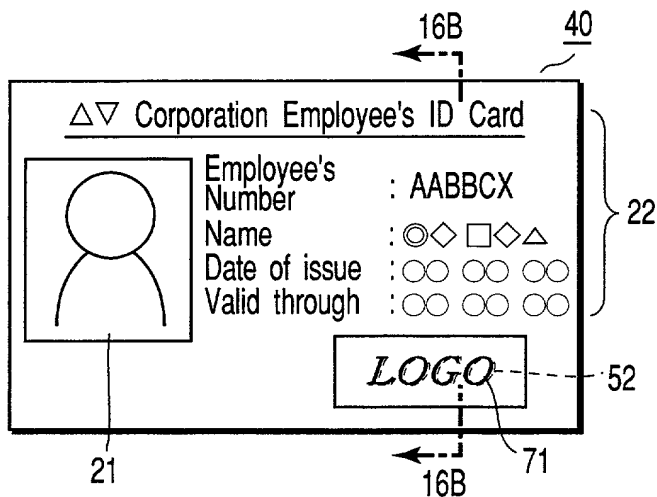 16B
40
△▽ Corporation Employee's ID Card
Employee's
Number : AABBCX
Name : ◎◇ □◇△
Date of issue : ○○ ○○ ○○
Valid through : ○○ ○○ ○○
22
LOGO
52
71
21
16B